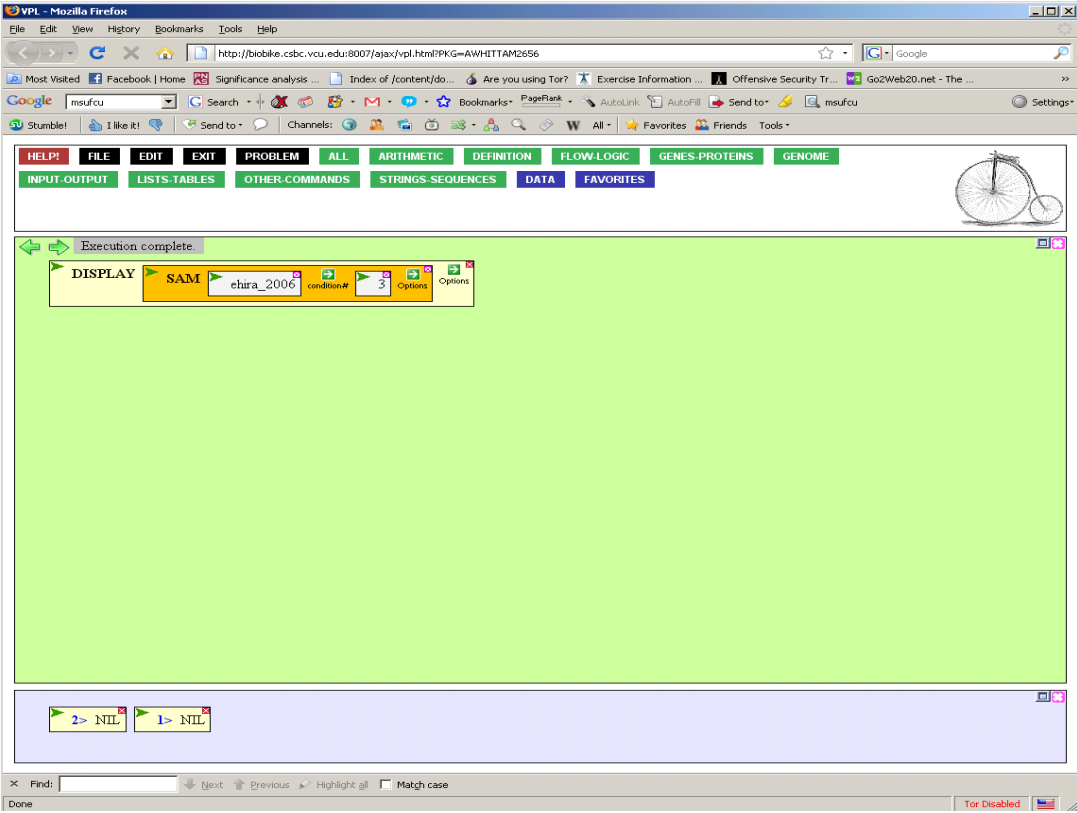 VPL - Mozilla Firefox
File Edit View History Bookmarks Tools Help
http://biobike.csbc.vcu.edu:8007/ajax/vpl.html?PKG=AWHITTAM2656 Google
Most Visited Facebook | Home Significance analysis ... Index of /content/do... Are you using Tor? Exercise Information ... Offensive Security Tr... Go2Web20.net - The ... »
Google msufcu Search Bookmarks PageRank AutoLink AutoFill Send to msufcu Settings
Stumble! I like it! Send to Channels: W All Favorites Friends Tools
HELP! FILE EDIT EXIT PROBLEM ALL ARITHMETIC DEFINITION FLOW-LOGIC GENES-PROTEINS GENOME
INPUT-OUTPUT LISTS-TABLES OTHER-COMMANDS STRINGS-SEQUENCES DATA FAVORITES
Execution complete.
DISPLAY SAM ehira_2006 condition# 3 Options Options
2> NIL 1> NIL
× Find: Next Previous Highlight all Match case
Done Tor Disabled